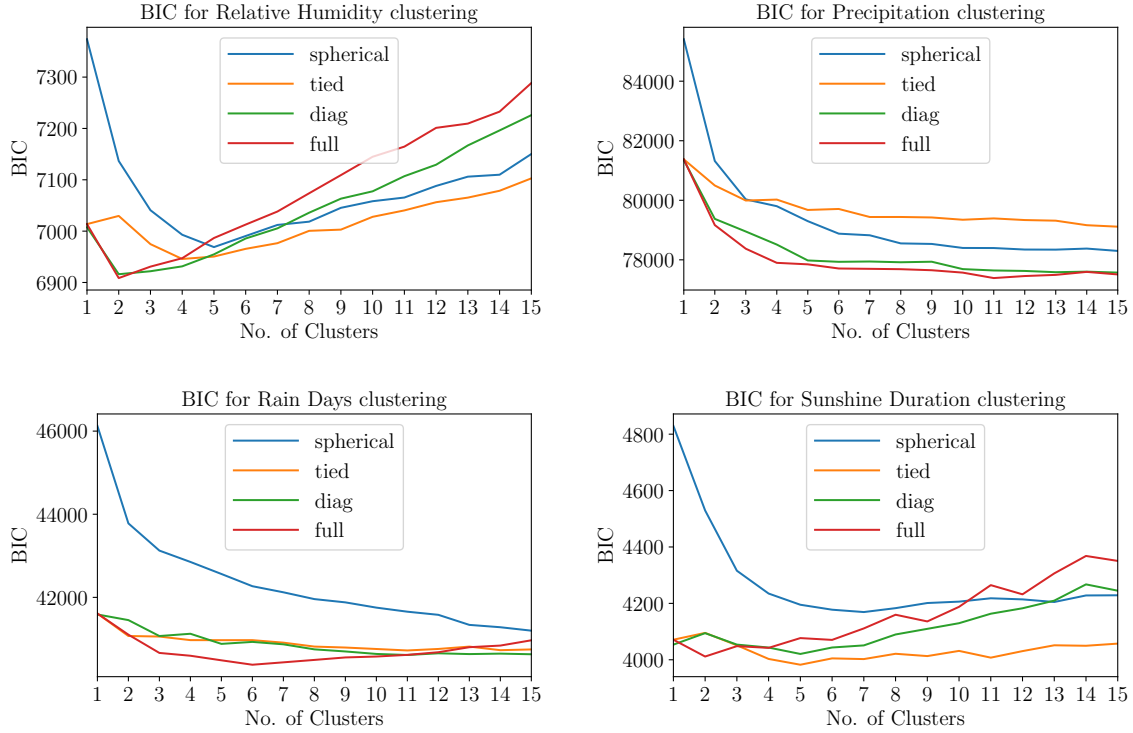 BIC for Relative Humidity clustering
BIC
7300
7200
7100
7000
6900
spherical
tied
diag
full
1 2 3 4 5 6 7 8 9 10 11 12 13 14 15
No. of Clusters
BIC for Precipitation clustering
BIC
84000
82000
80000
78000
spherical
tied
diag
full
1 2 3 4 5 6 7 8 9 10 11 12 13 14 15
No. of Clusters
BIC for Rain Days clustering
BIC
46000
44000
42000
spherical
tied
diag
full
1 2 3 4 5 6 7 8 9 10 11 12 13 14 15
No. of Clusters
BIC for Sunshine Duration clustering
BIC
4800
4600
4400
4200
4000
spherical
tied
diag
full
1 2 3 4 5 6 7 8 9 10 11 12 13 14 15
No. of Clusters